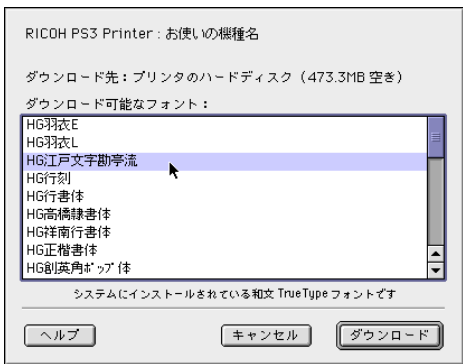 RICOH PS3 Printer : お使いの機種名
ダウンロード先：プリンタのハードディスク（473.3MB 空き）
ダウンロード可能なフォント：
HG羽衣E
HG羽衣L
HG江戸文字勘亭流
HG行刻
HG行書体
HG高橋隷書体
HG祥南行書体
HG正楷書体
HG創英角ﾎﾟｯﾌﾟ体
システムにインストールされている和文 TrueType フォントです
ヘルプ
キャンセル
ダウンロード